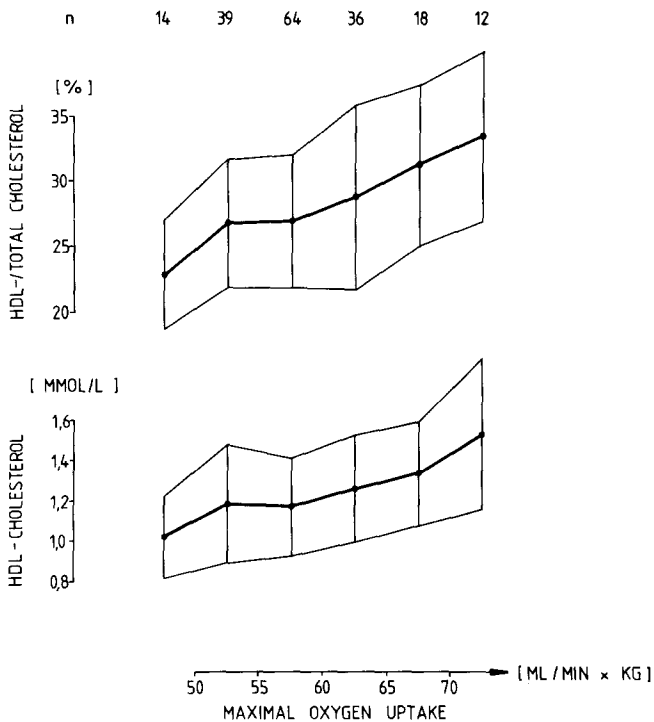 n 14 39 64 36 18 12
[%]
35
30
25
20
HDL-/TOTAL CHOLESTEROL
[ MMOL/L ]
1,6
1,4
1,2
1,0
0,8
HDL-CHOLESTEROL
[ML/MIN × KG]
50 55 60 65 70
MAXIMAL OXYGEN UPTAKE